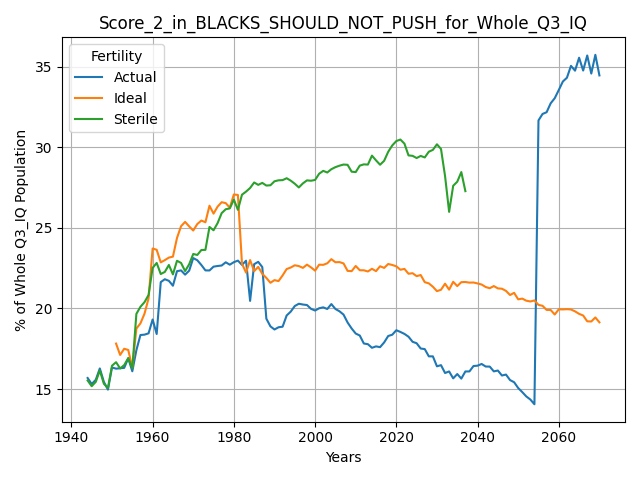 Score_2_in_BLACKS_SHOULD_NOT_PUSH_for_Whole_Q3_IQ
Fertility
Actual
Ideal
Sterile
% of Whole Q3_IQ Population
35
30
25
20
15
1940
1960
1980
2000
2020
2040
2060
Years